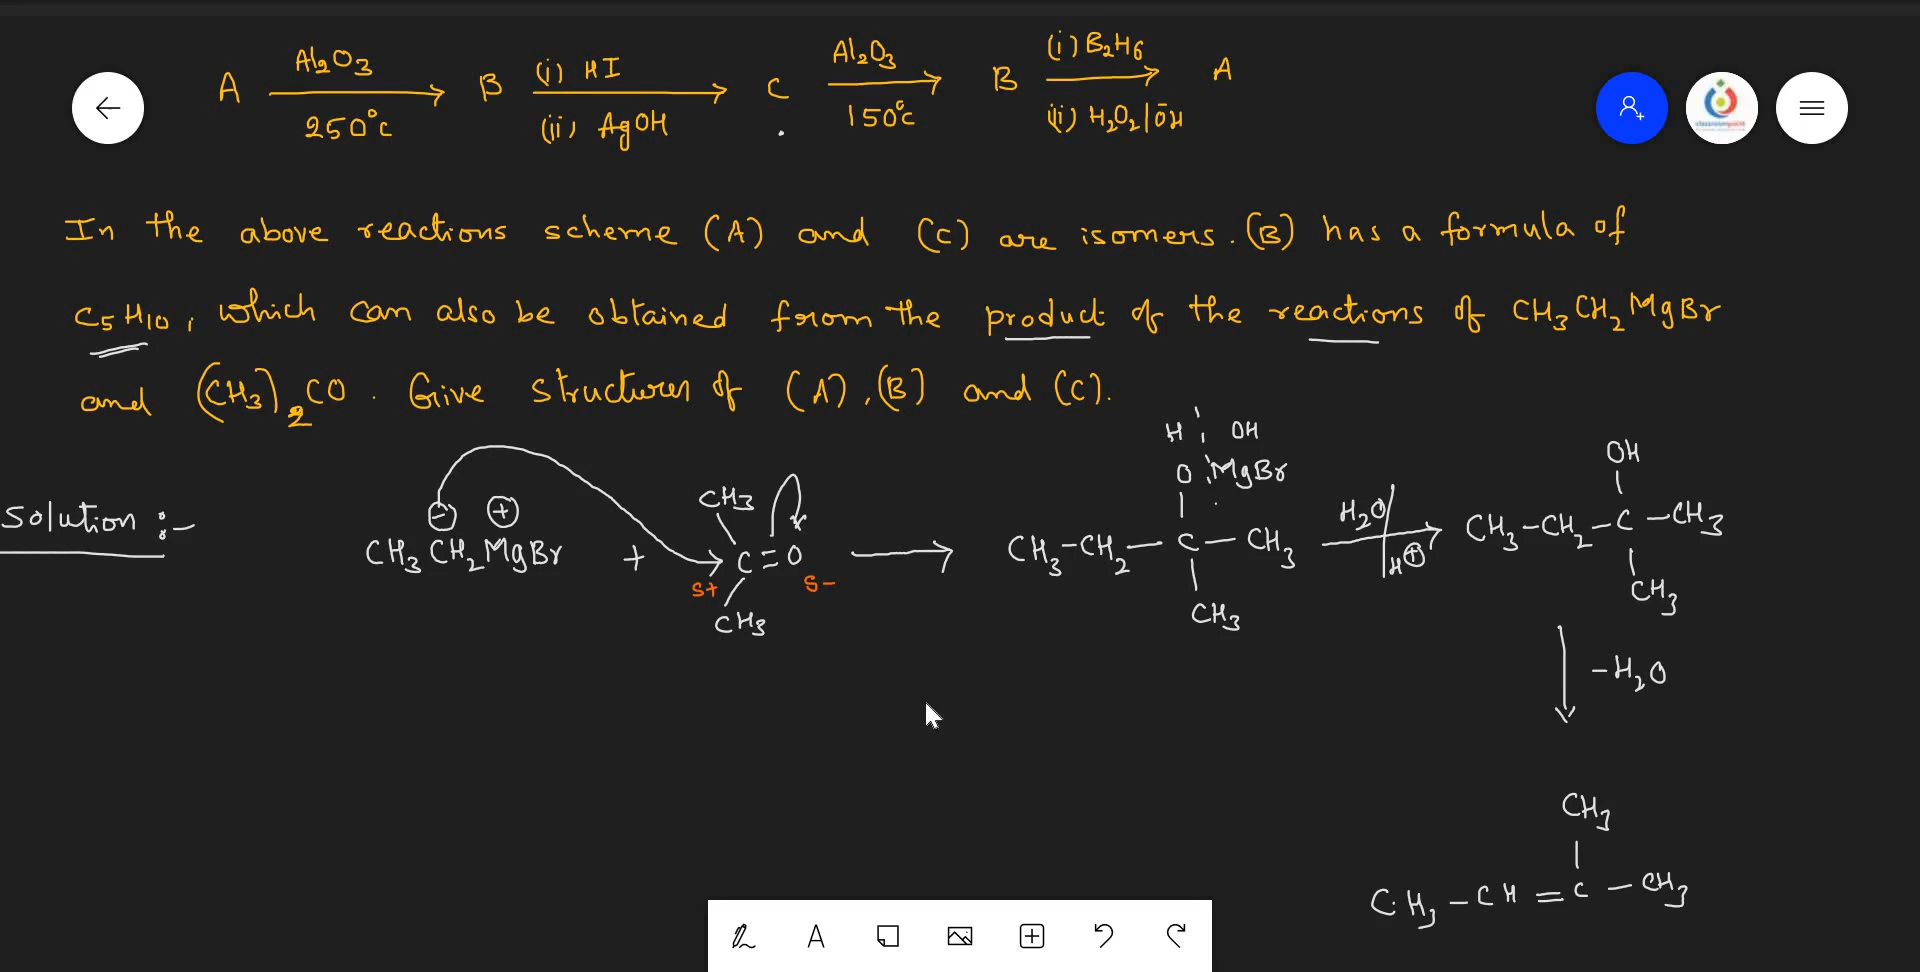 A Al₂O₃ 250°C → B (i) HI (ii) AgOH → C Al₂O₃ 150°C → B (i) B₂H₆ (ii) H₂O₂/ŌH → A
In the above reactions scheme (A) and (C) are isomers. (B) has a formula of
C₅H₁₀, which can also be obtained from the product of the reactions of CH₃CH₂MgBr
and (CH₃)₂CO. Give structures of (A), (B) and (C).
H OH
O MgBr
OH
CH₃
Solution :-
⊖ ⊕
CH₃CH₂MgBr + C=O → CH₃-CH₂-C-CH₃ H₂O/H⊕ → CH₃-CH₂-C-CH₃
δ+ δ-
CH₃
CH₃
CH₃
-H₂O
CH₃
CH₃-CH=C-CH₃
A